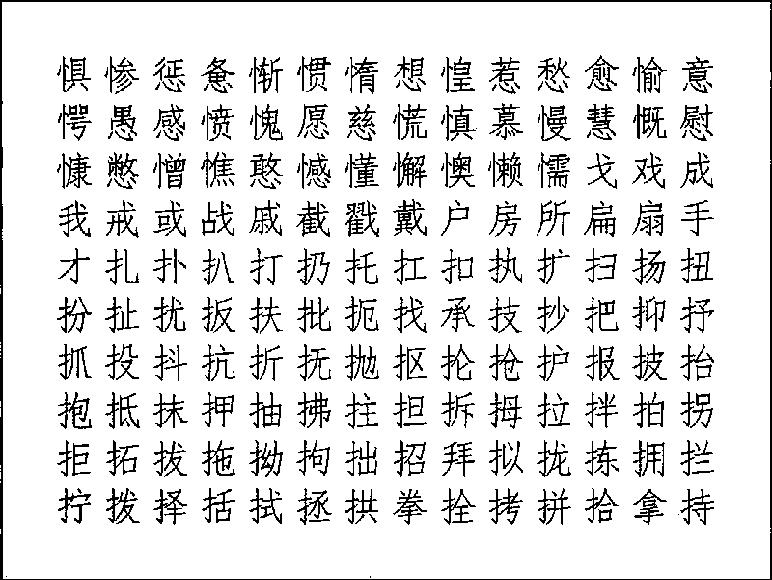 惧惨惩惫惭惯惰想惶惹愁愈愉意
愕愚感愤愧愿慈慌慎慕慢慧慨慰
慷憋憎憔憨憾懂懈懊懒懦戈戏成
我戒或战戚截戳戴户房所扁扇手
才扎扑扒打扔托扛扣执扩扫扬扭
扮扯扰扳扶批扼找承技抄把抑抒
抓投抖抗折抚抛抠抡抢护报披抬
抱抵抹押抽拂拄担拆拇拉拌拍拐
拒拓拔拖拗拘拙招拜拟拢拣拥拦
拧拨择括拭拯拱拳拴拷拼拾拿持